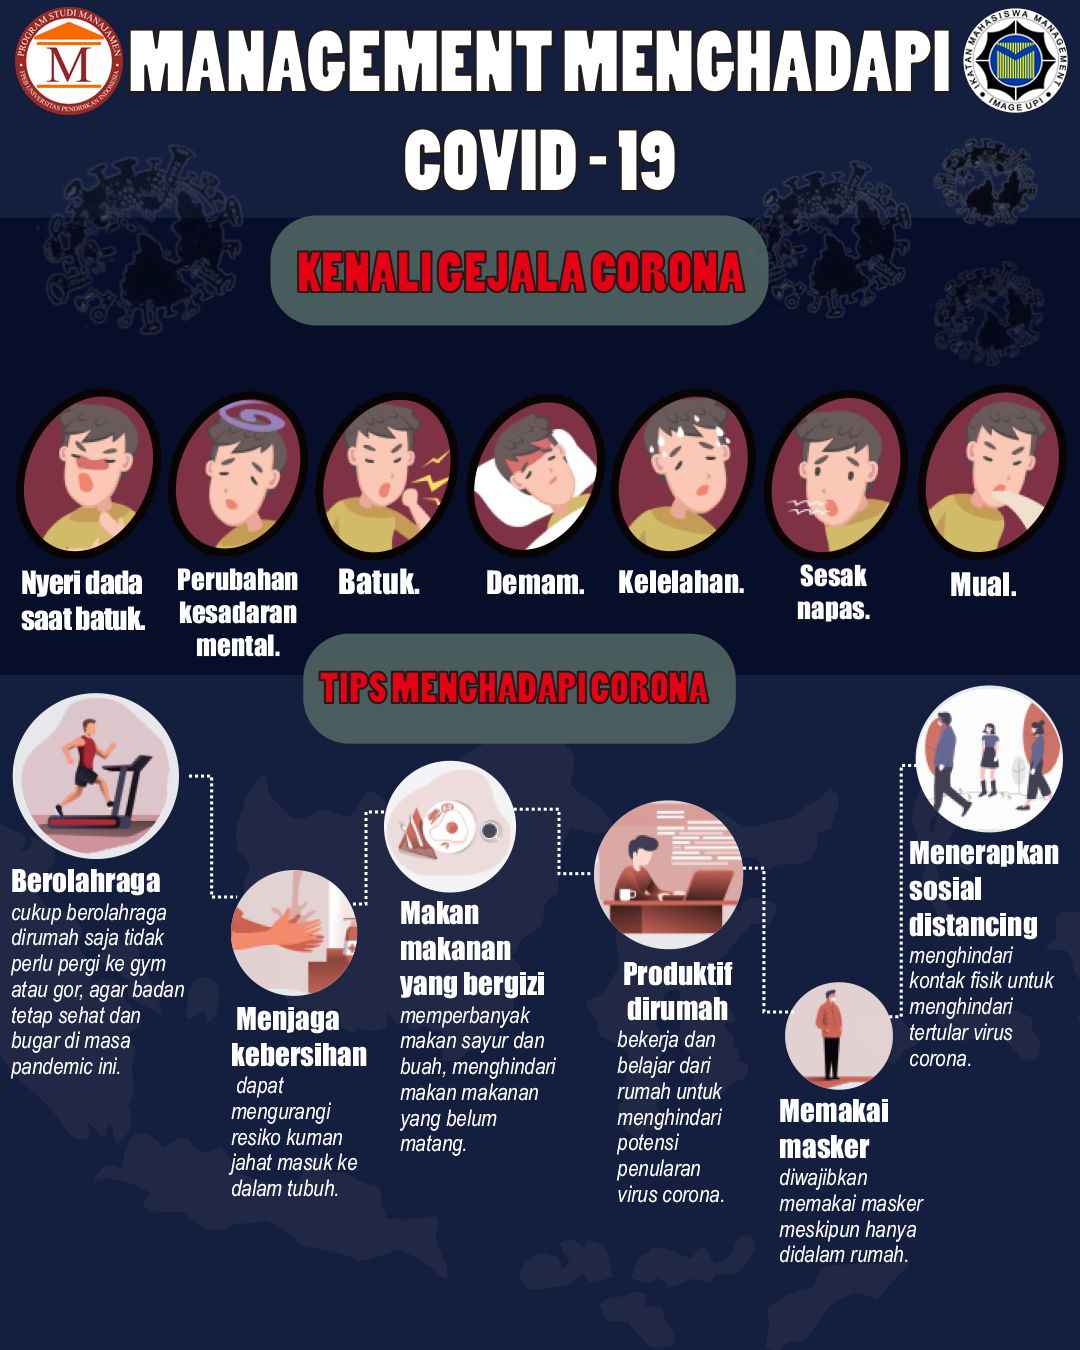 PROGRAM STUDI MANAJAMEN
M
FPEB UNIVERSITAS PENDIDIKAN INDONESIA
MANAGEMENT MENGHADAPI
COVID - 19
IKATAN MAHASISWA MANAGEMENT
IMAGE UPI
KENALI GEJALA CORONA
Nyeri dada
saat batuk.
Perubahan
kesadaran
mental.
Batuk.
Demam.
Kelelahan.
Sesak
napas.
Mual.
TIPS MENGHADAPI CORONA
Berolahraga
cukup berolahraga
dirumah saja tidak
perlu pergi ke gym
atau gor, agar badan
tetap sehat dan
bugar di masa
pandemic ini.
Menjaga
kebersihan
dapat
mengurangi
resiko kuman
jahat masuk ke
dalam tubuh.
Makan
makanan
yang bergizi
memperbanyak
makan sayur dan
buah, menghindari
makan makanan
yang belum
matang.
Produktif
dirumah
bekerja dan
belajar dari
rumah untuk
menghindari
potensi
penularan
virus corona.
Memakai
masker
diwajibkan
memakai masker
meskipun hanya
didalam rumah.
Menerapkan
sosial
distancing
menghindari
kontak fisik untuk
menghindari
tertular virus
corona.